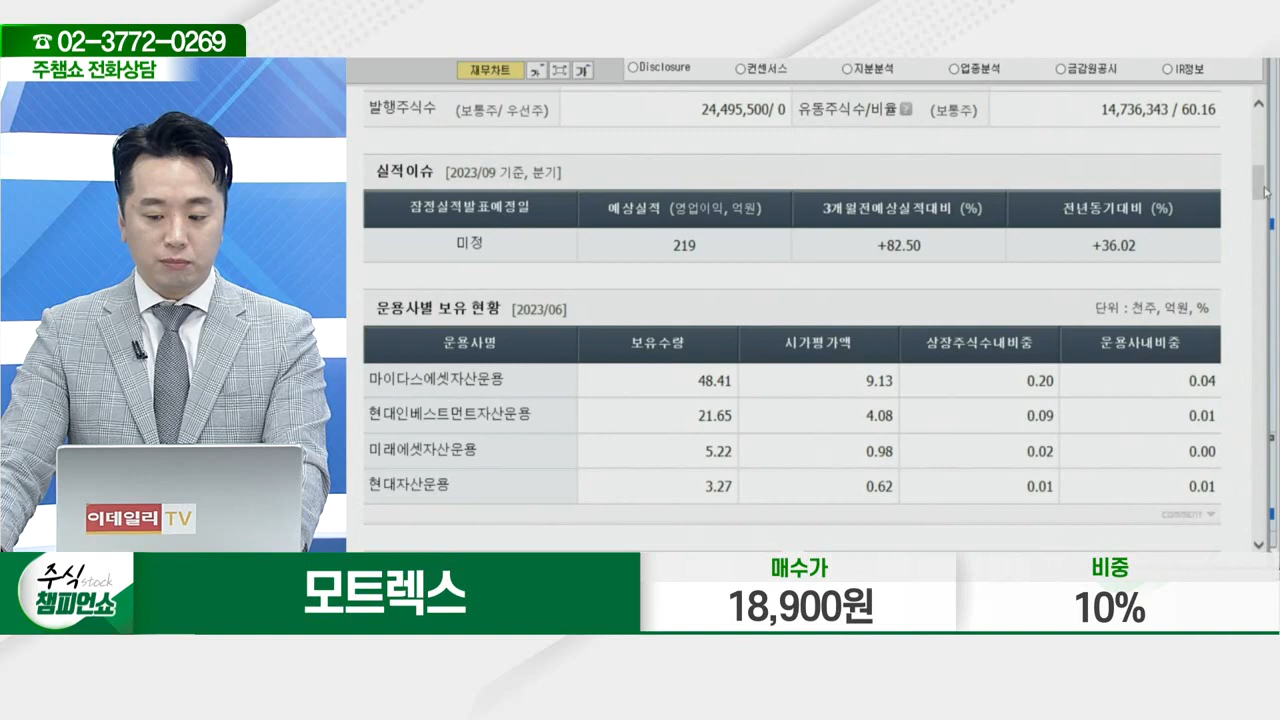 ☎ 02-3772-0269
주챔쇼 전화상담
재무차트 가 가 Disclosure 컨센서스 지분분석 업종분석 금감원공시 IR정보
발행주식수 (보통주/ 우선주) 24,495,500/ 0 유동주식수/비율 ? (보통주) 14,736,343 / 60.16
실적이슈 [2023/09 기준, 분기]
잠정실적발표예정일 예상실적 (영업이익, 억원) 3개월전예상실적대비 (%) 전년동기대비 (%)
미정 219 +82.50 +36.02
운용사별 보유 현황 [2023/06] 단위 : 천주, 억원, %
운용사명 보유수량 시가평가액 상장주식수내비중 운용사내비중
마이다스에셋자산운용 48.41 9.13 0.20 0.04
현대인베스트먼트자산운용 21.65 4.08 0.09 0.01
미래에셋자산운용 5.22 0.98 0.02 0.00
현대자산운용 3.27 0.62 0.01 0.01
COMMENT
이데일리 TV
주식 stock
챔피언쇼
모트렉스
매수가
18,900원
비중
10%